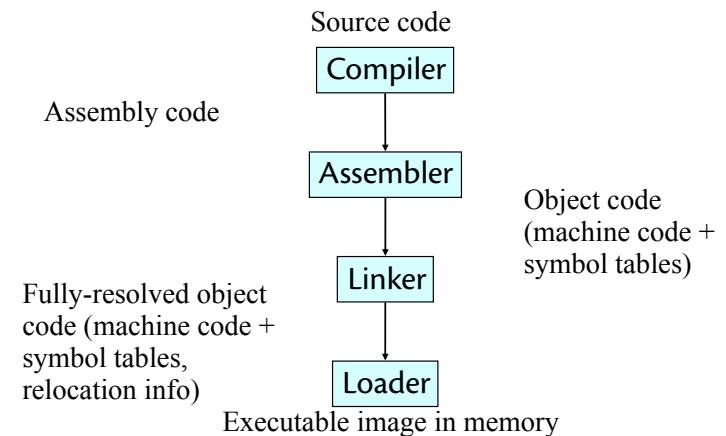 Source code
Compiler
Assembly code
Assembler
Object code
(machine code +
symbol tables)
Linker
Fully-resolved object
code (machine code +
symbol tables,
relocation info)
Loader
Executable image in memory